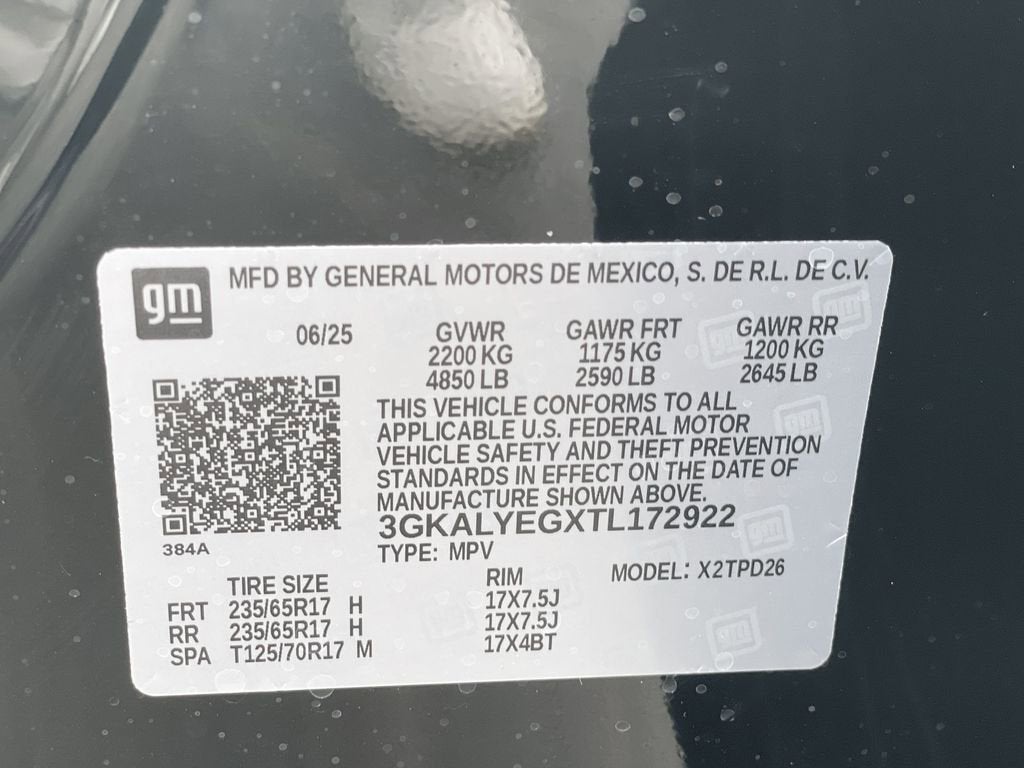 gm MFD BY GENERAL MOTORS DE MEXICO, S. DE R.L. DE C.V.
06/25 GVWR GAWR FRT GAWR RR
2200 KG 1175 KG 1200 KG
4850 LB 2590 LB 2645 LB
THIS VEHICLE CONFORMS TO ALL
APPLICABLE U.S. FEDERAL MOTOR
VEHICLE SAFETY AND THEFT PREVENTION
STANDARDS IN EFFECT ON THE DATE OF
MANUFACTURE SHOWN ABOVE.
3GKALYEGXTL172922
384A
TYPE: MPV MODEL: X2TPD26
TIRE SIZE RIM
FRT 235/65R17 H 17X7.5J
RR 235/65R17 H 17X7.5J
SPA T125/70R17 M 17X4BT